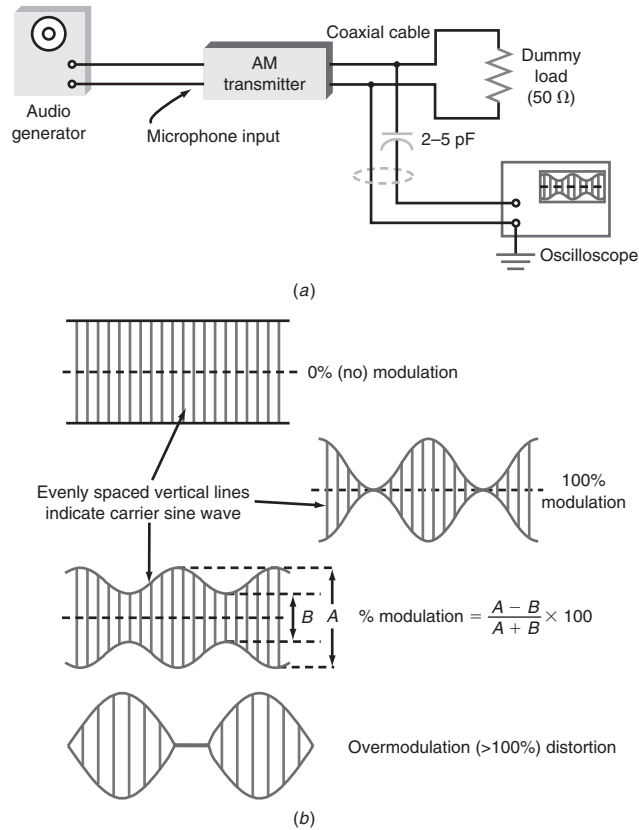 Coaxial cable
AM
transmitter
Dummy
load
(50 Ω)
Audio
generator
Microphone input
2–5 pF
Oscilloscope
(a)
0% (no) modulation
Evenly spaced vertical lines
indicate carrier sine wave
100%
modulation
B A % modulation = A − B / A + B × 100
Overmodulation (>100%) distortion
(b)